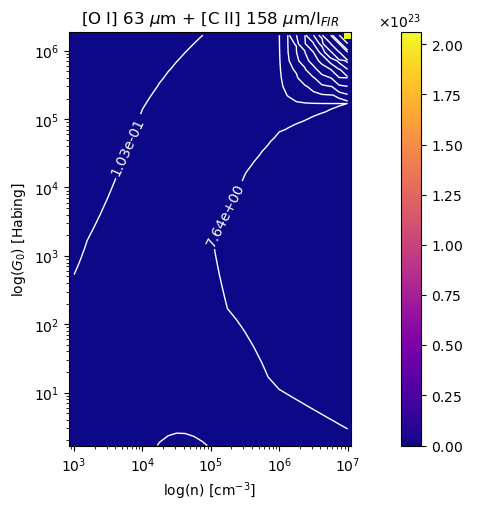 [O I] 63 μm + [C II] 158 μm/I_FIR
×10^23
10^6
10^5
10^4
10^3
10^2
10^1
log(G_0) [Habing]
1.03e-01
7.64e+00
2.00
1.75
1.50
1.25
1.00
0.75
0.50
0.25
0.00
10^3 10^4 10^5 10^6 10^7
log(n) [cm^−3]